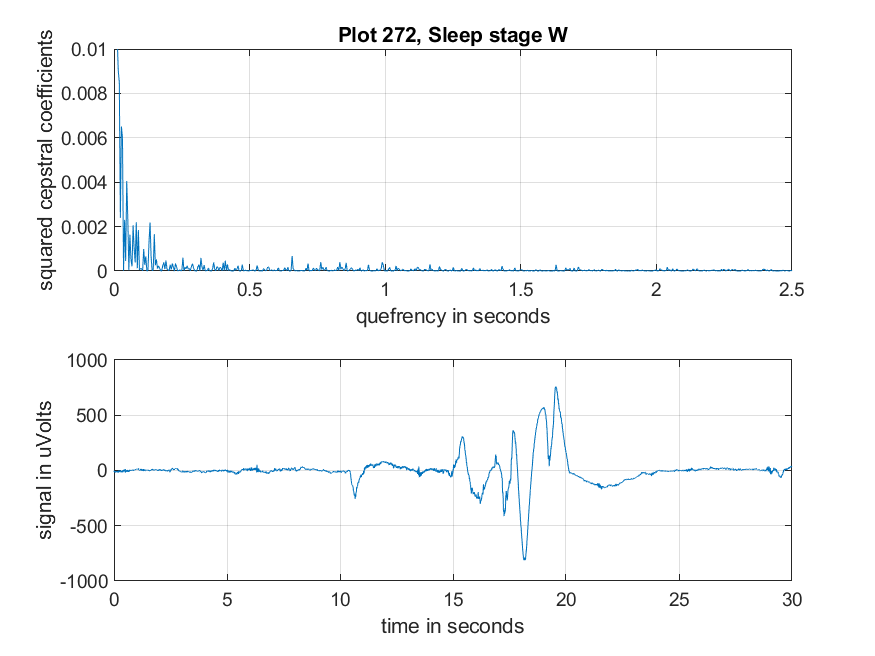 Plot 272, Sleep stage W
squared cepstral coefficients
0.01
0.008
0.006
0.004
0.002
0
0 0.5 1 1.5 2 2.5
quefrency in seconds
signal in uVolts
1000
500
0
-500
-1000
0 5 10 15 20 25 30
time in seconds